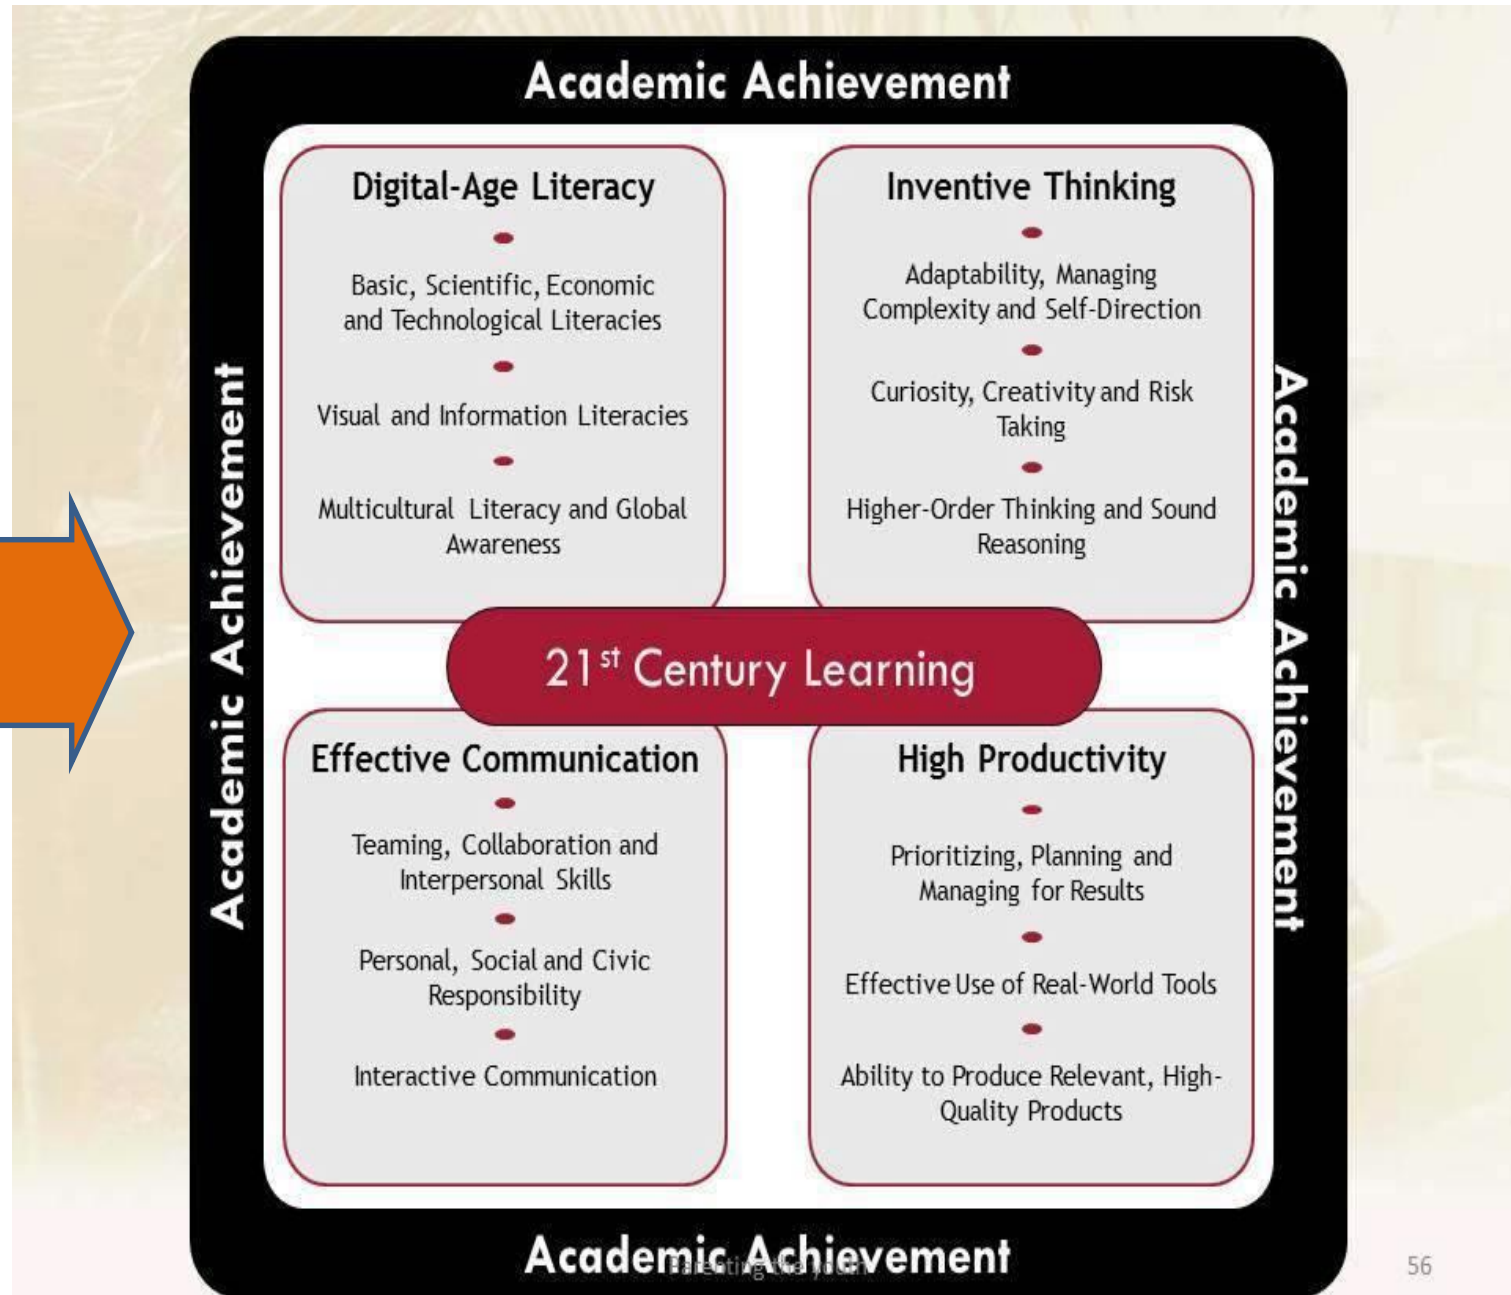 Academic Achievement
Digital-Age Literacy
Basic, Scientific, Economic
and Technological Literacies
Visual and Information Literacies
Multicultural Literacy and Global
Awareness
Inventive Thinking
Adaptability, Managing
Complexity and Self-Direction
Curiosity, Creativity and Risk
Taking
Higher-Order Thinking and Sound
Reasoning
Academic Achievement
Academic Achievement
21st Century Learning
Effective Communication
Teaming, Collaboration and
Interpersonal Skills
Personal, Social and Civic
Responsibility
Interactive Communication
High Productivity
Prioritizing, Planning and
Managing for Results
Effective Use of Real-World Tools
Ability to Produce Relevant, High-
Quality Products
Academic Achievement
Parenting the youth
56